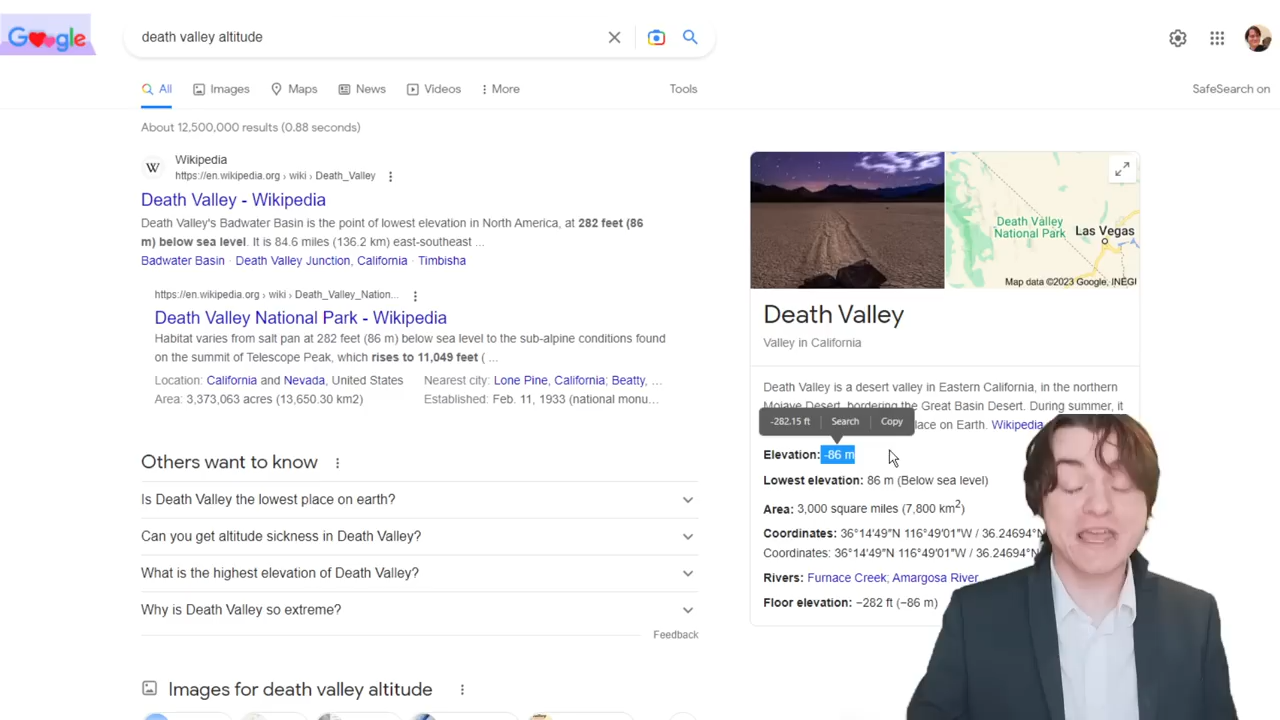 Google
death valley altitude
All
Images
Maps
News
Videos
More
Tools
SafeSearch on
About 12,500,000 results (0.88 seconds)
W
Wikipedia
https://en.wikipedia.org › wiki › Death_Valley
Death Valley - Wikipedia
Death Valley's Badwater Basin is the point of lowest elevation in North America, at 282 feet (86
m) below sea level. It is 84.6 miles (136.2 km) east-southeast ...
Badwater Basin · Death Valley Junction, California · Timbisha
https://en.wikipedia.org › wiki › Death_Valley_Nation...
Death Valley National Park - Wikipedia
Habitat varies from salt pan at 282 feet (86 m) below sea level to the sub-alpine conditions found
on the summit of Telescope Peak, which rises to 11,049 feet ( ...
Location: California and Nevada, United States
Nearest city: Lone Pine, California; Beatty, ...
Area: 3,373,063 acres (13,650.30 km2)
Established: Feb. 11, 1933 (national monu...
Others want to know
Is Death Valley the lowest place on earth?
Can you get altitude sickness in Death Valley?
What is the highest elevation of Death Valley?
Why is Death Valley so extreme?
Feedback
Images for death valley altitude
Death Valley
National Park
Las Vegas
Map data ©2023 Google, INEGI
Death Valley
Valley in California
Death Valley is a desert valley in Eastern California, in the northern
Mojave Desert, bordering the Great Basin Desert. During summer, it
lace on Earth. Wikipedia
-282.15 ft
Search
Copy
Elevation: -86 m
Lowest elevation: 86 m (Below sea level)
Area: 3,000 square miles (7,800 km2)
Coordinates: 36°14′49″N 116°49′01″W / 36.24694°N
Coordinates: 36°14′49″N 116°49′01″W / 36.24694°N
Rivers: Furnace Creek; Amargosa River
Floor elevation: −282 ft (−86 m)